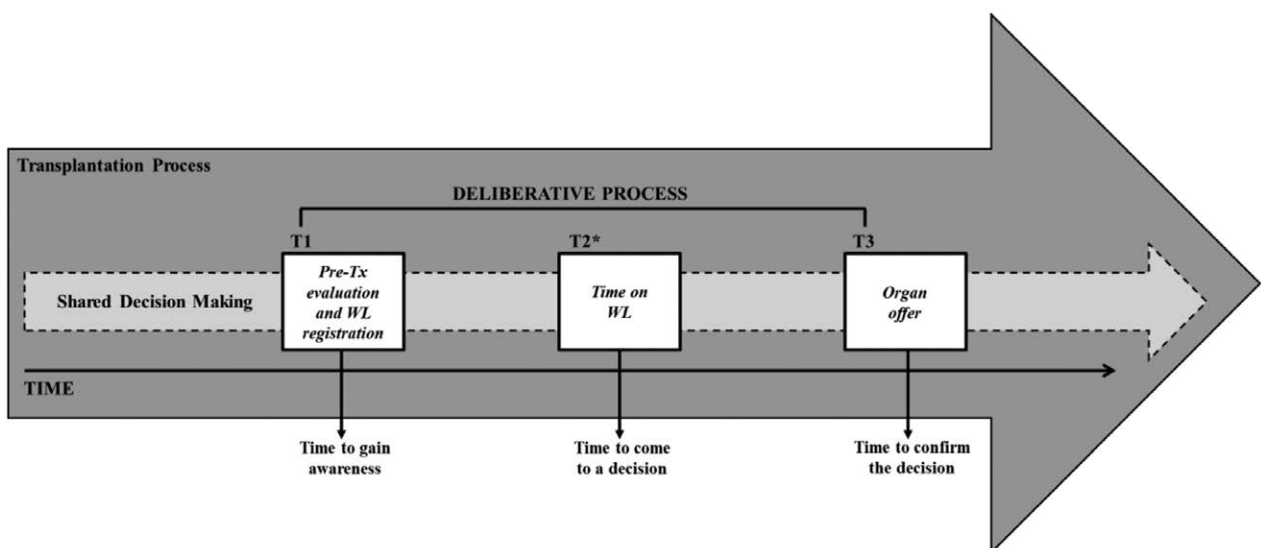 Transplantation Process
DELIBERATIVE PROCESS
T1
T2*
T3
Shared Decision Making
Pre-Tx
evaluation
and WL
registration
Time on
WL
Organ
offer
TIME
Time to gain
awareness
Time to come
to a decision
Time to confirm
the decision